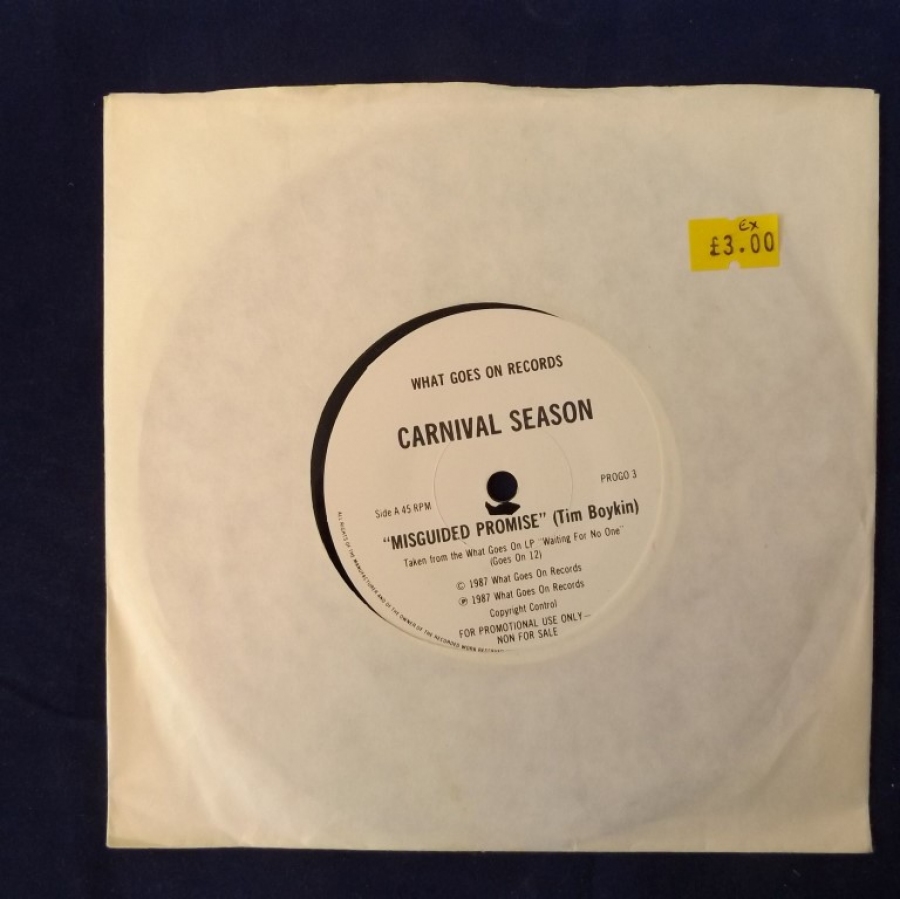 Ex
£3.00
WHAT GOES ON RECORDS
CARNIVAL SEASON
PROGO 3
Side A 45 RPM
"MISGUIDED PROMISE" (Tim Boykin)
Taken from the What Goes On LP "Waiting For No One"
(Goes On 12)
© 1987 What Goes On Records
℗ 1987 What Goes On Records
Copyright Control
FOR PROMOTIONAL USE ONLY—
NON FOR SALE
ALL RIGHTS OF THE MANUFACTURER AND OF THE OWNER OF THE RECORDED WORK